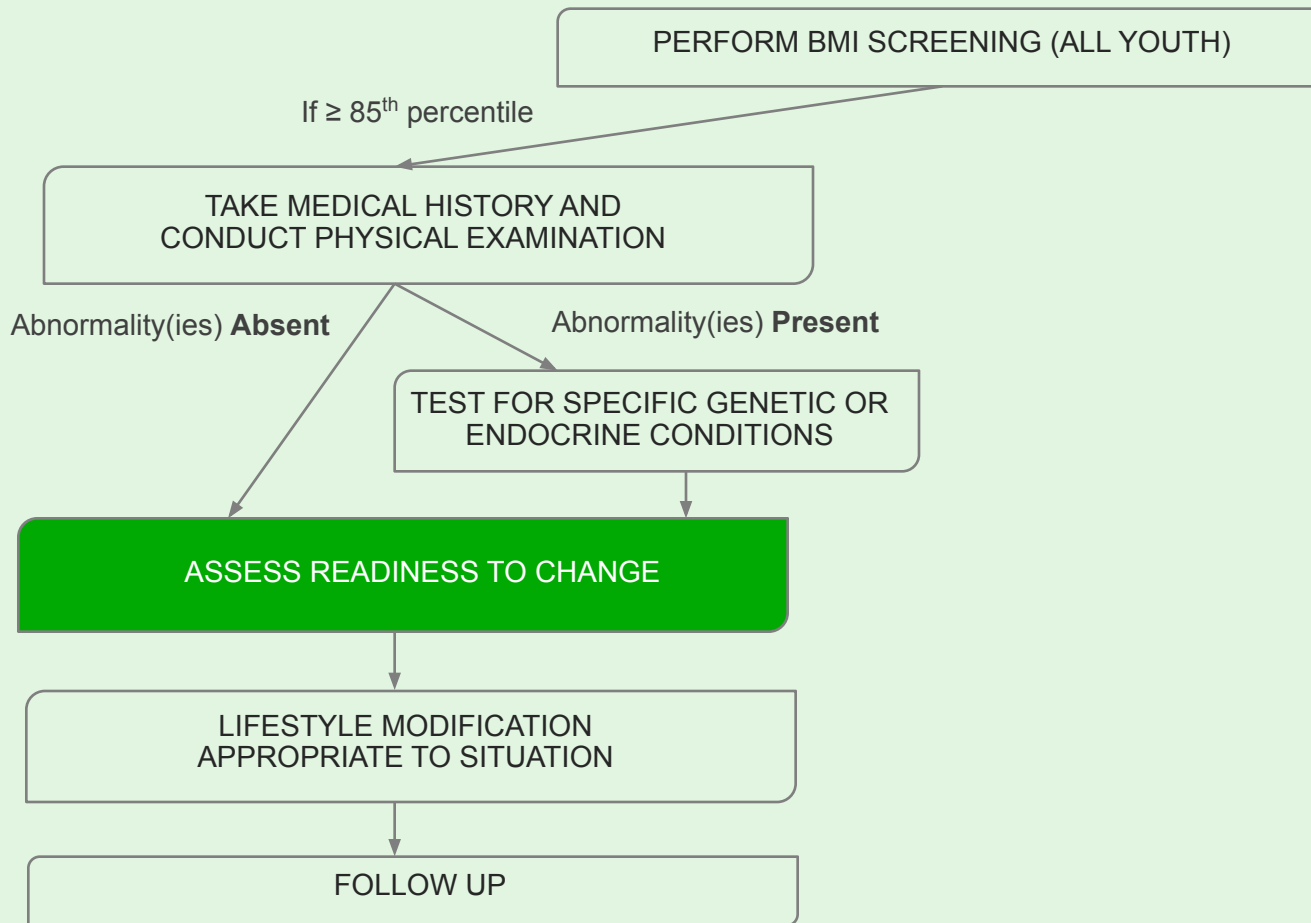 PERFORM BMI SCREENING (ALL YOUTH)
If ≥ 85th percentile
TAKE MEDICAL HISTORY AND
CONDUCT PHYSICAL EXAMINATION
Abnormality(ies) Absent
Abnormality(ies) Present
TEST FOR SPECIFIC GENETIC OR
ENDOCRINE CONDITIONS
ASSESS READINESS TO CHANGE
LIFESTYLE MODIFICATION
APPROPRIATE TO SITUATION
FOLLOW UP